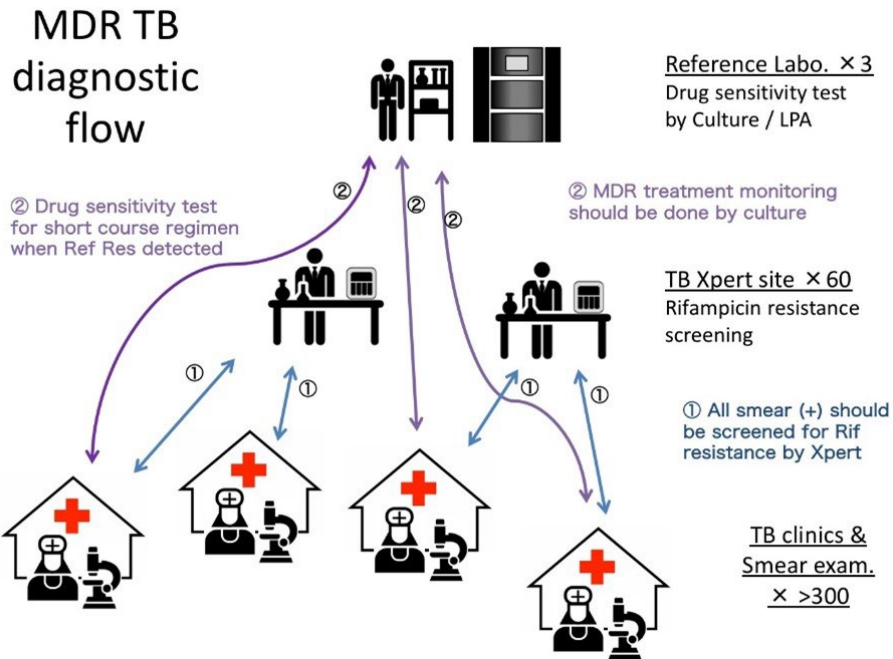 MDR TB
diagnostic
flow
Reference Labo. ×3
Drug sensitivity test
by Culture / LPA
② Drug sensitivity test
for short course regimen
when Ref Res detected
②
②
②
② MDR treatment monitoring
should be done by culture
TB Xpert site ×60
Rifampicin resistance
screening
①
①
①
①
① All smear (+) should
be screened for Rif
resistance by Xpert
TB clinics &
Smear exam.
× >300